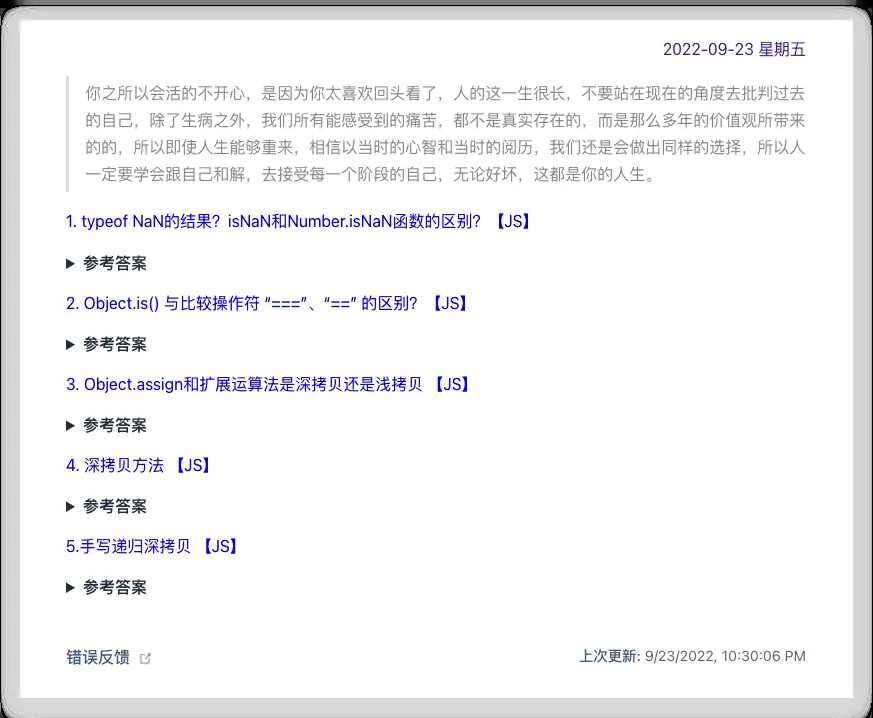 2022-09-23 星期五
你之所以会活的不开心，是因为你太喜欢回头看了，人的这一生很长，不要站在现在的角度去批判过去
的自己，除了生病之外，我们所有能感受到的痛苦，都不是真实存在的，而是那么多年的价值观所带来
的的，所以即使人生能够重来，相信以当时的心智和当时的阅历，我们还是会做出同样的选择，所以人
一定要学会跟自己和解，去接受每一个阶段的自己，无论好坏，这都是你的人生。
1. typeof NaN的结果？isNaN和Number.isNaN函数的区别？【JS】
▶ 参考答案
2. Object.is() 与比较操作符 “===”、“==” 的区别？【JS】
▶ 参考答案
3. Object.assign和扩展运算法是深拷贝还是浅拷贝 【JS】
▶ 参考答案
4. 深拷贝方法 【JS】
▶ 参考答案
5.手写递归深拷贝 【JS】
▶ 参考答案
错误反馈
上次更新: 9/23/2022, 10:30:06 PM